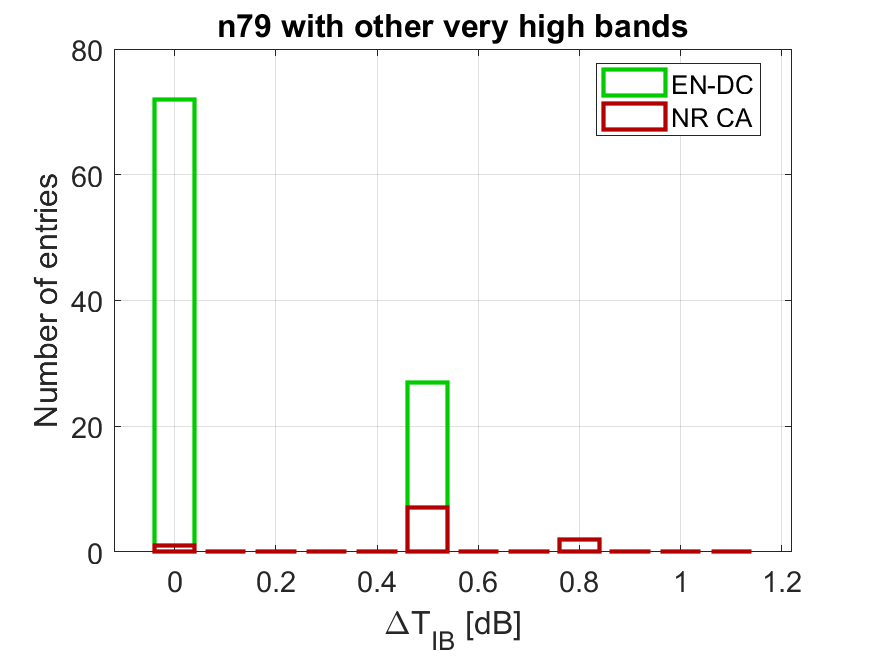 n79 with other very high bands
EN-DC
NR CA
Number of entries
80
60
40
20
0
0 0.2 0.4 0.6 0.8 1 1.2
ΔT_IB [dB]